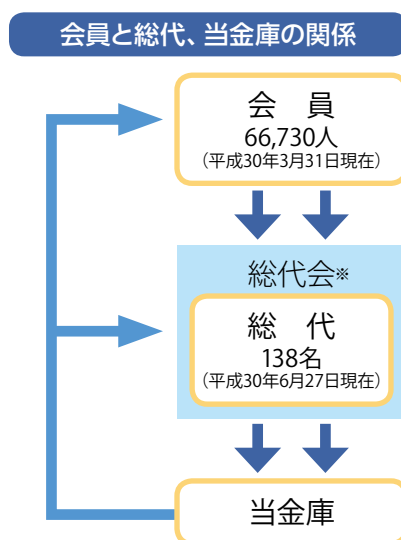 会員と総代、当金庫の関係
会　員
66,730人
（平成30年3月31日現在）
総代会※
総　代
138名
（平成30年6月27日現在）
当金庫